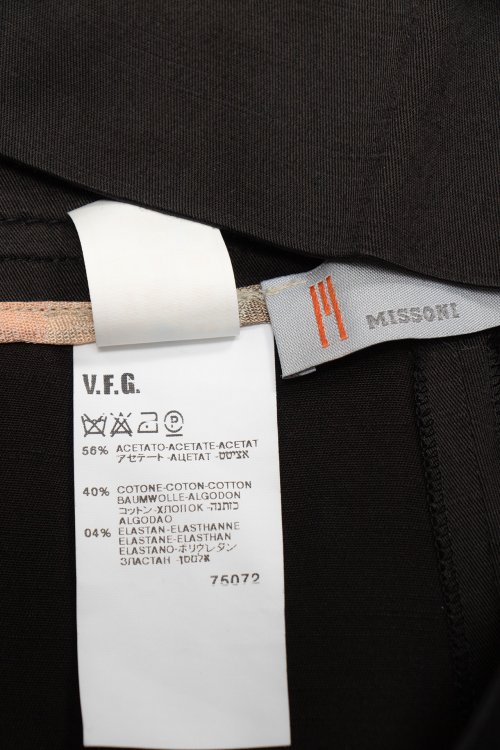 M MISSONI
V.F.G.
P
56% ACETATO-ACETATE-ACETAT
アセテート-АЦЕТАТ-אציטט
40% COTONE-COTON-COTTON
BAUMWOLLE-ALGODON
コットン-ХЛОПОК-כותנה
ALGODAO
04% ELASTAN-ELASTHANNE
ELASTANE-ELASTHAN
ELASTANO-ポリウレタン
ЭЛАСТАН-אלסטן
75072